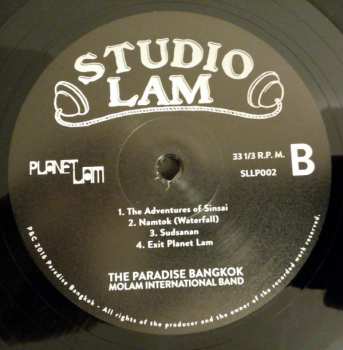 STUDIO
LAM
PLANET LAM
33 1/3 R.P.M. B
SLLP002
1. The Adventures of Sinsai
2. Namtok (Waterfall)
3. Sudsanan
4. Exit Planet Lam
THE PARADISE BANGKOK
MOLAM INTERNATIONAL BAND
P&C 2016 Paradise Bangkok - All rights of the producer and the owner of the recorded work reserved.